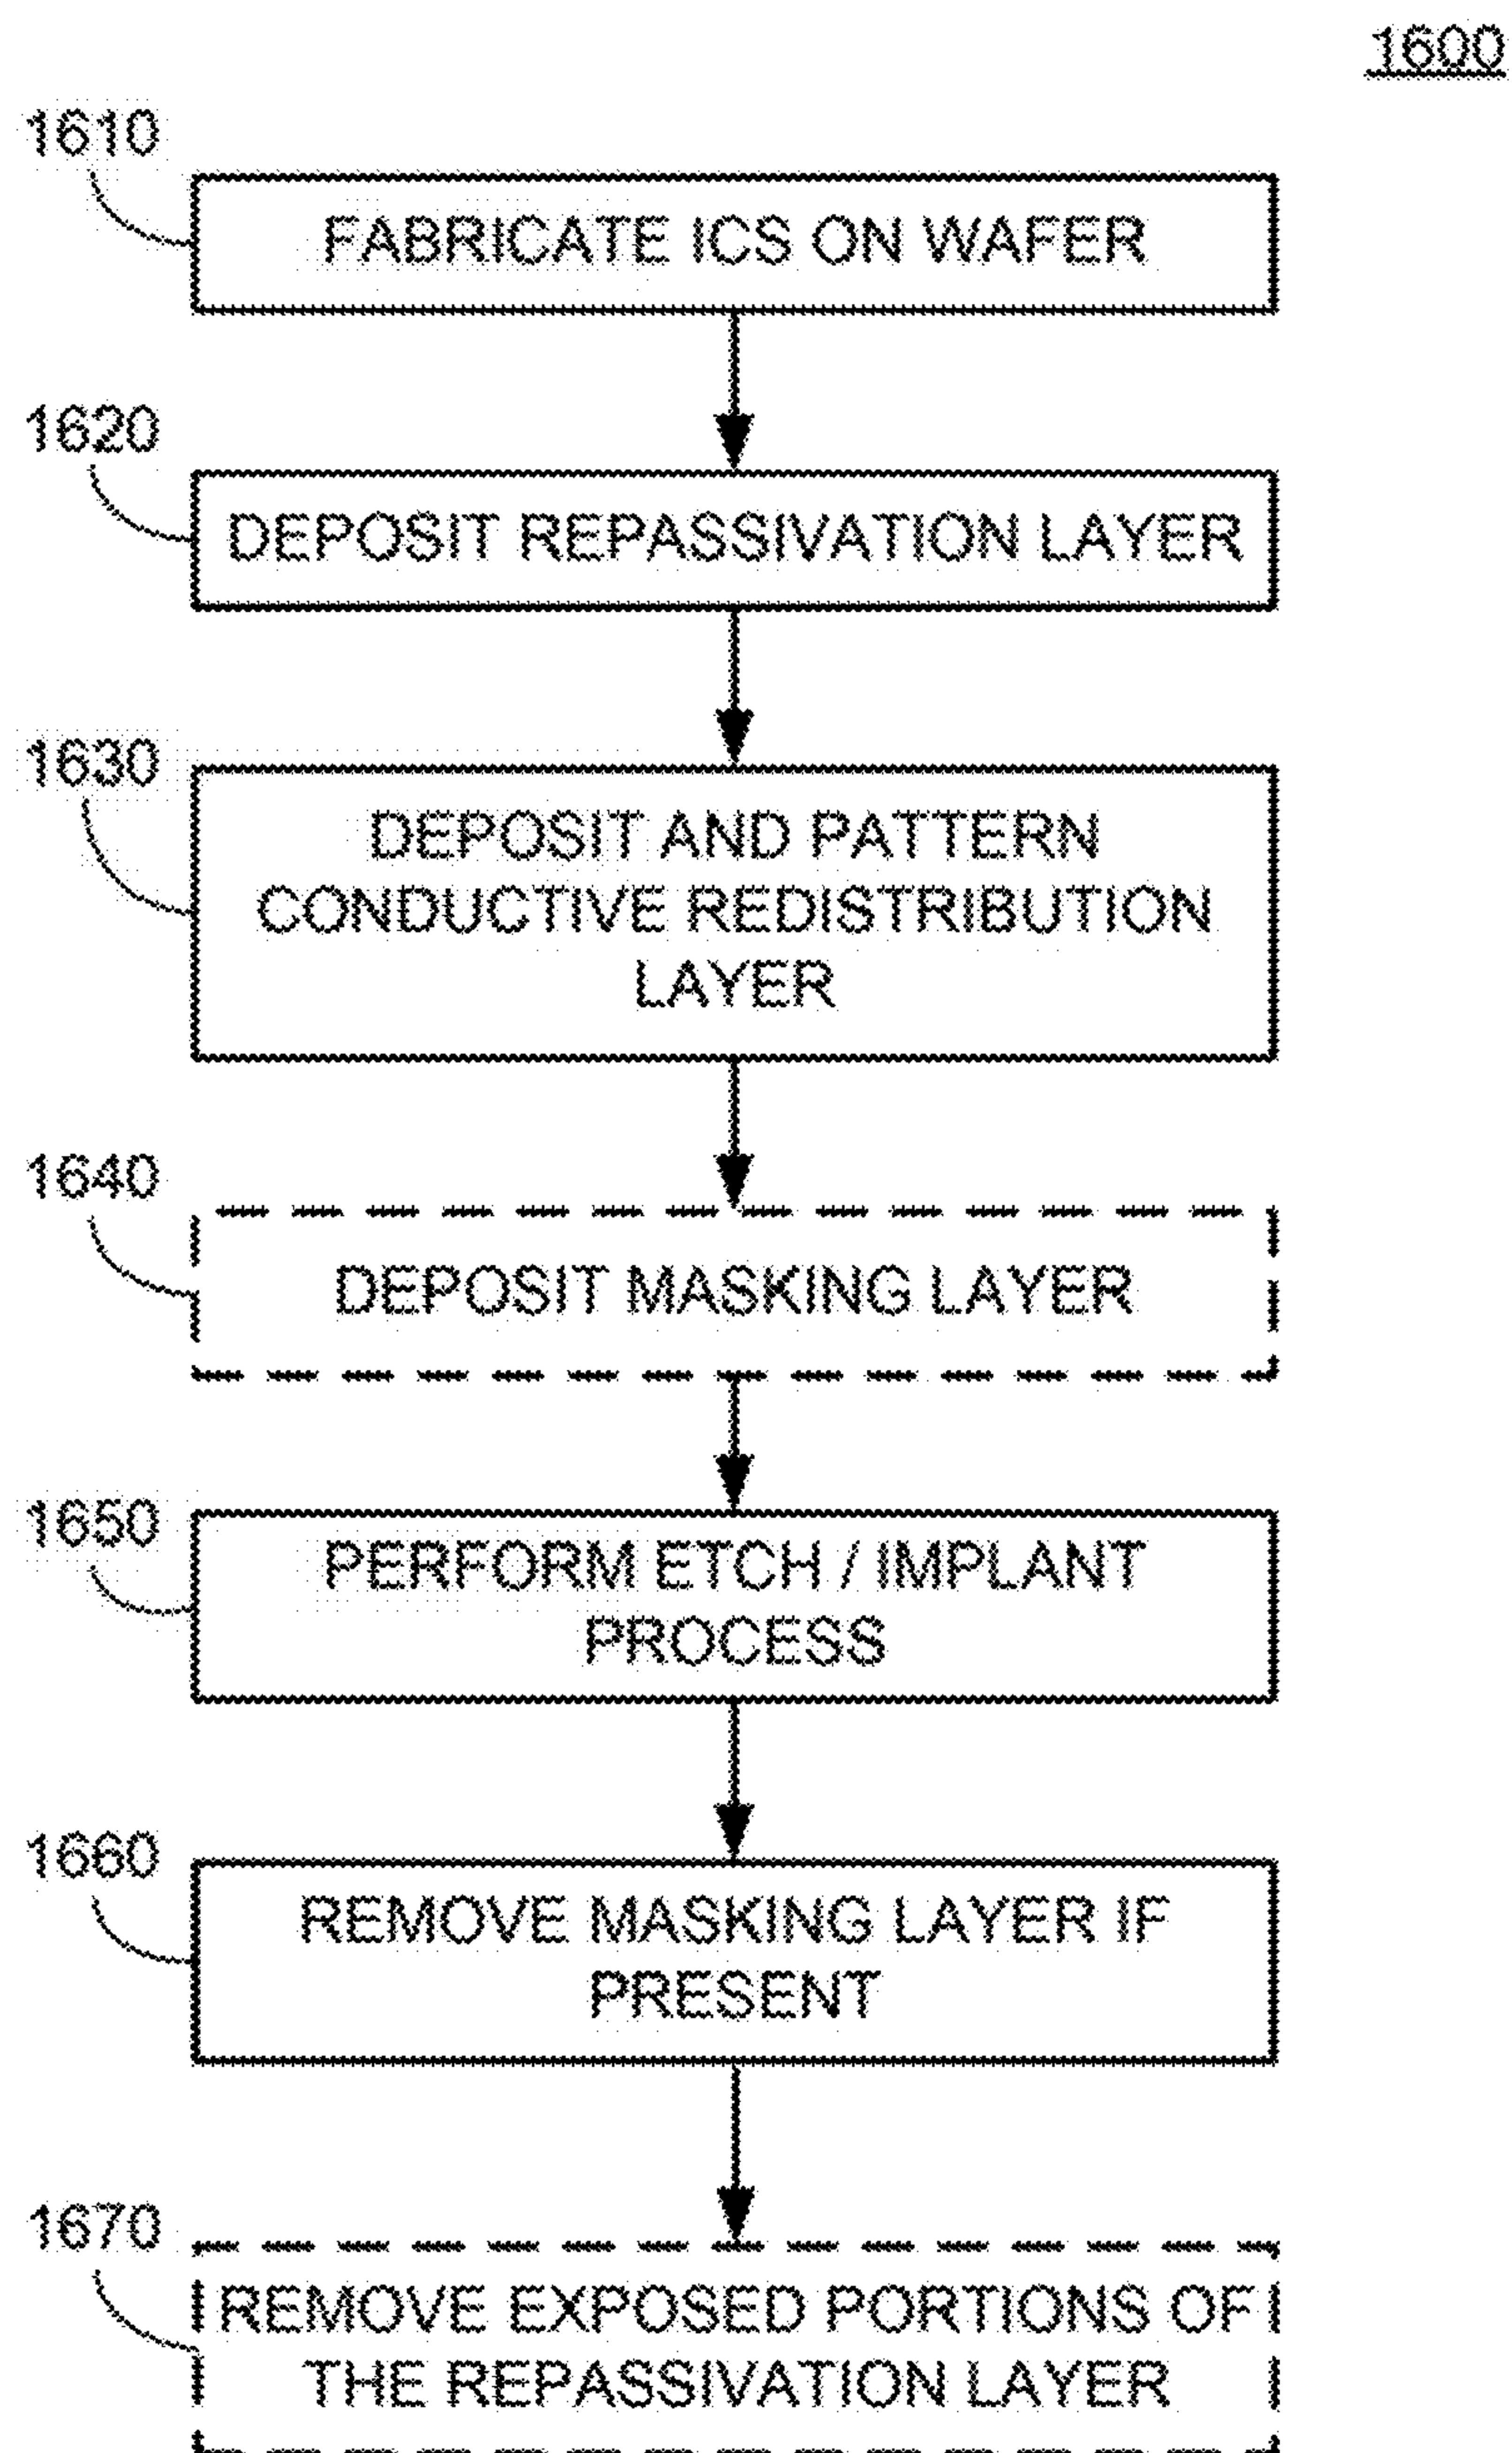 1600
1610
FABRICATE ICS ON WAFER
1620
DEPOSIT REPASSIVATION LAYER
1630
DEPOSIT AND PATTERN
CONDUCTIVE REDISTRIBUTION
LAYER
1640
DEPOSIT MASKING LAYER
1650
PERFORM ETCH / IMPLANT
PROCESS
1660
REMOVE MASKING LAYER IF
PRESENT
1670
REMOVE EXPOSED PORTIONS OF
THE REPASSIVATION LAYER